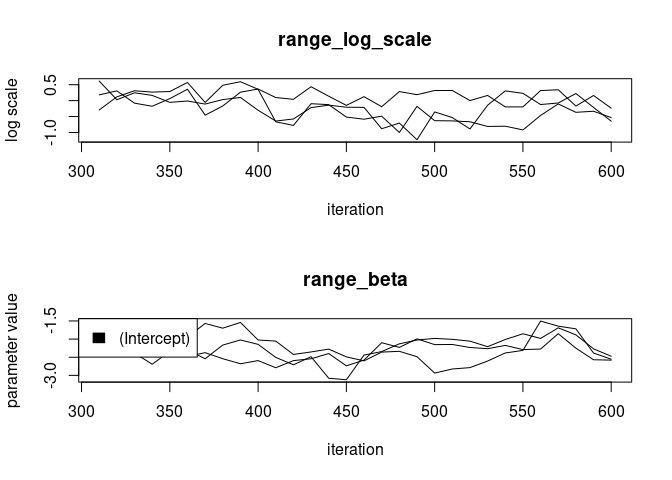 range_log_scale
log scale
0.5
-1.0
300 350 400 450 500 550 600
iteration
range_beta
parameter value
-1.5
-3.0
(Intercept)
300 350 400 450 500 550 600
iteration